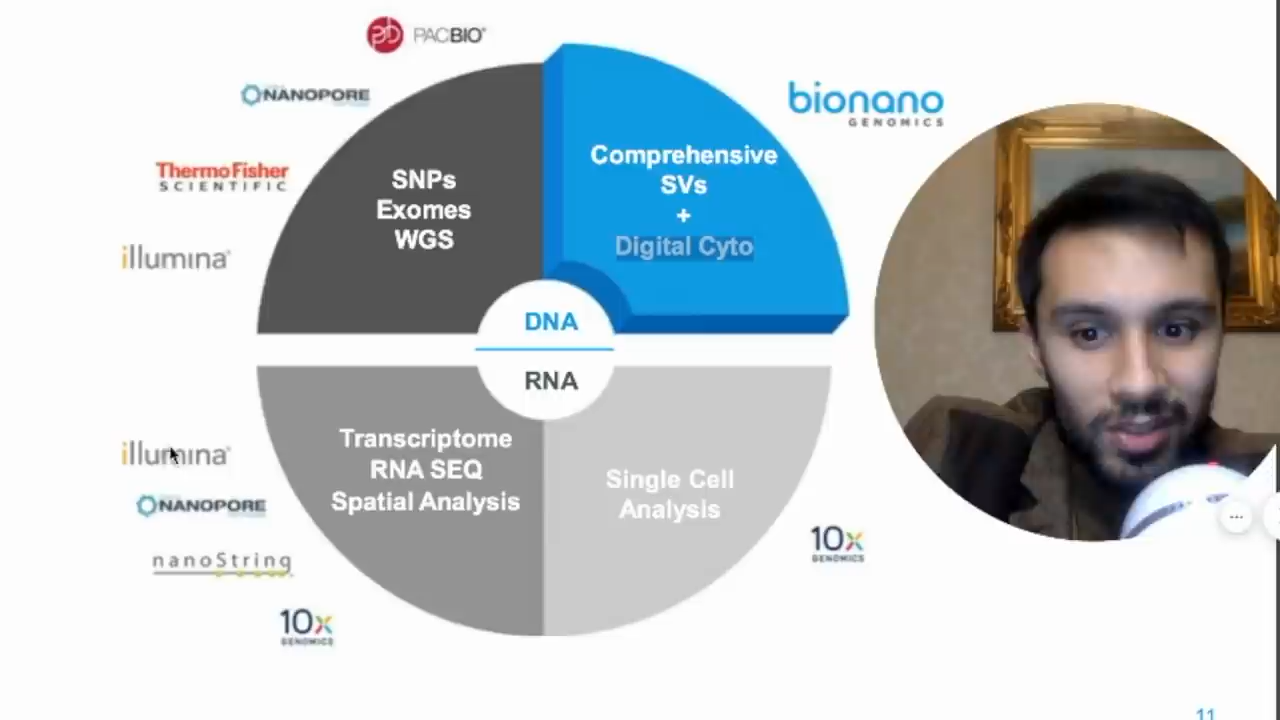 PACBIO®
NANOPORE
ThermoFisher
SCIENTIFIC
illumina®
bionano
GENOMICS
SNPs
Exomes
WGS
Comprehensive
SVs
+
Digital Cyto
DNA
RNA
Transcriptome
RNA SEQ
Spatial Analysis
Single Cell
Analysis
illumina®
NANOPORE
nanoString
10x
GENOMICS
10x
GENOMICS
11